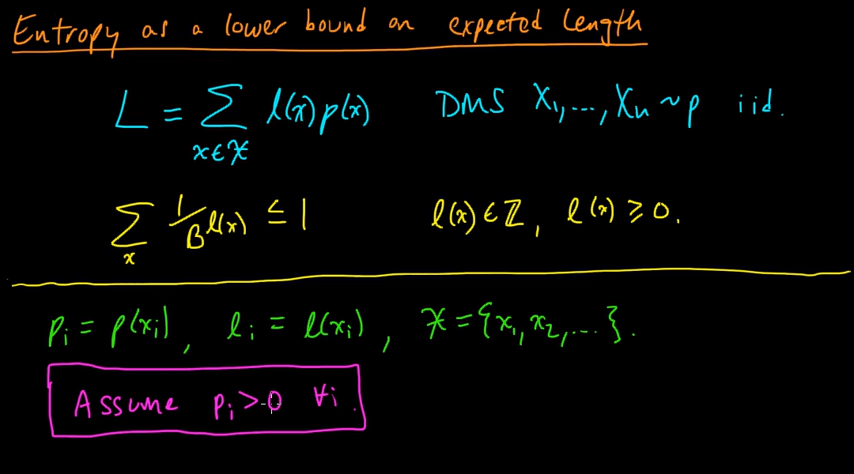 Entropy as a lower bound on expected length
L = ∑_{x∈𝒳} l(x)p(x) DMS X₁,...,Xₙ ~ p iid.
∑_x 1/B^{l(x)} ≤ 1 l(x) ∈ ℤ, l(x) ≥ 0.
pᵢ = p(xᵢ), lᵢ = l(xᵢ), 𝒳 = {x₁, x₂, ...}.
Assume pᵢ > 0 ∀i.